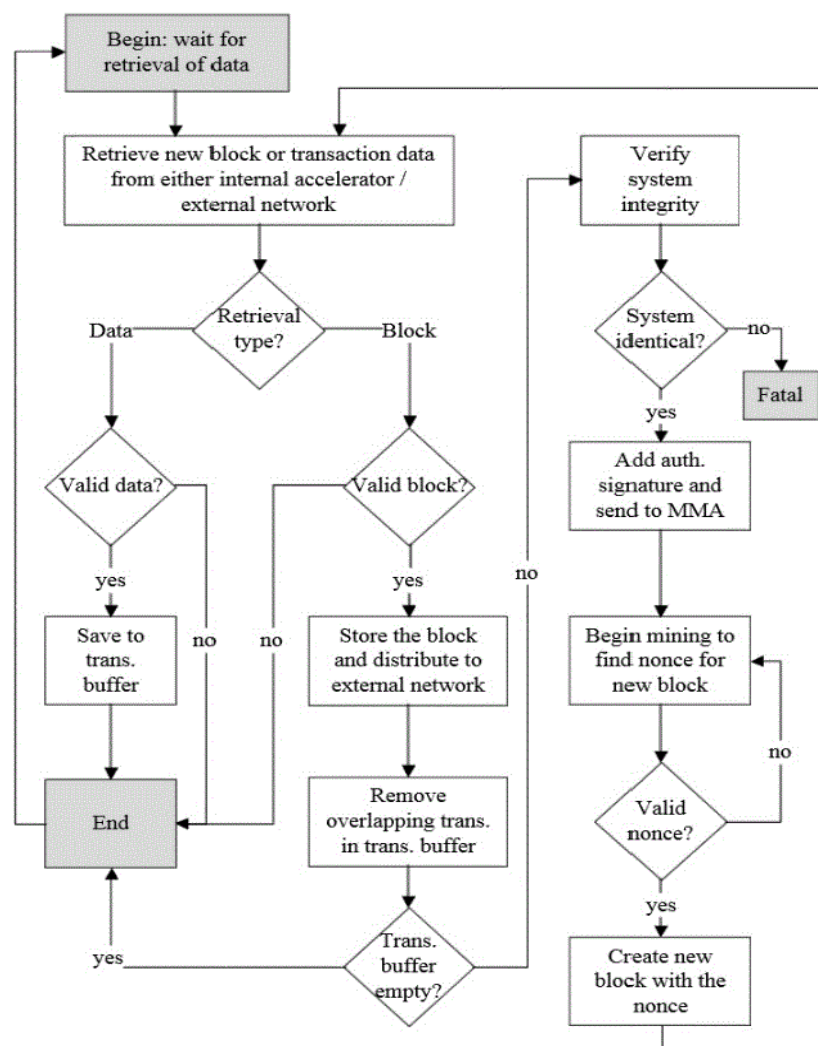 Begin: wait for
retrieval of data
Retrieve new block or transaction data
from either internal accelerator /
external network
Retrieval
type?
Data
Block
Valid data?
Valid block?
yes
no
no
yes
Save to
trans.
buffer
Store the block
and distribute to
external network
End
Remove
overlapping trans.
in trans. buffer
yes
Trans.
buffer
empty?
no
Verify
system
integrity
System
identical?
no
Fatal
yes
Add auth.
signature and
send to MMA
Begin mining to
find nonce for
new block
no
Valid
nonce?
yes
Create new
block with the
nonce